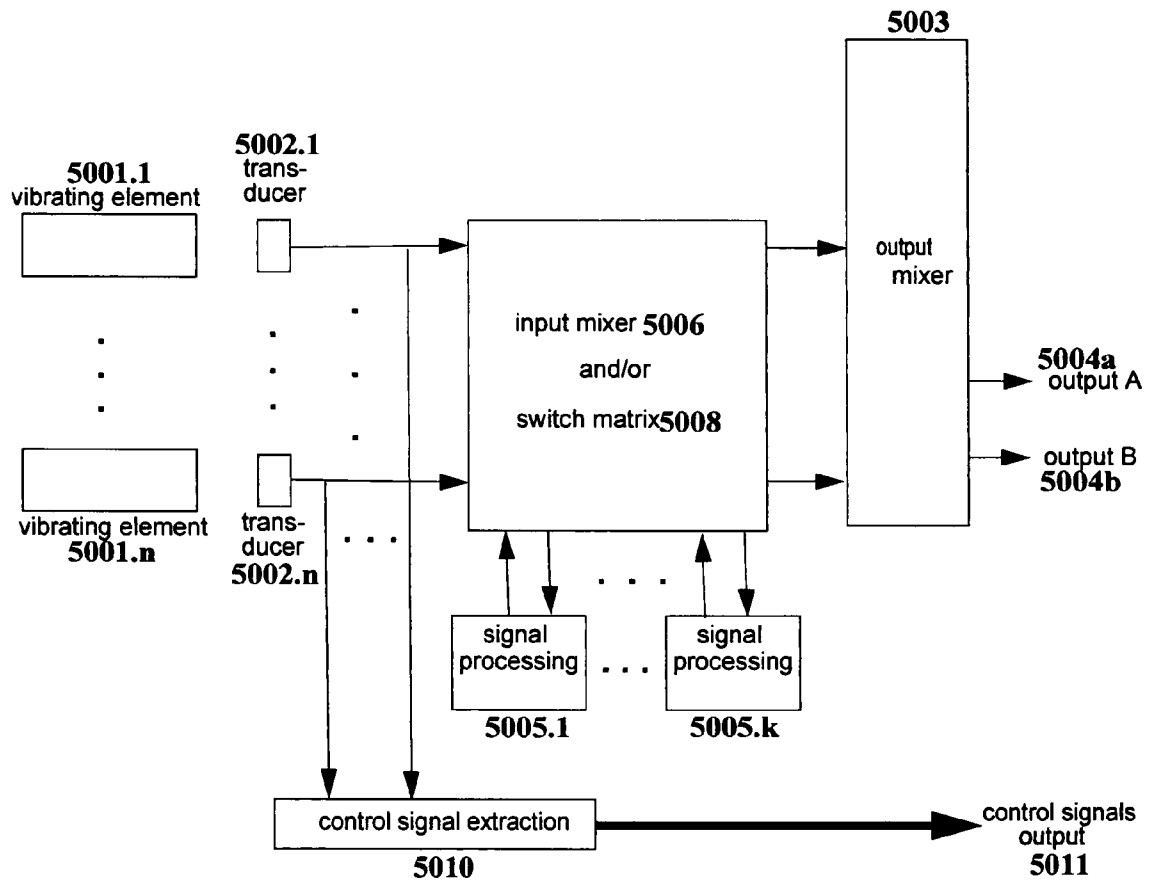 5003
5002.1
trans-
ducer
5001.1
vibrating element
output
mixer
input mixer 5006
and/or
switch matrix 5008
5004a
output A
output B
5004b
vibrating element
5001.n
trans-
ducer
5002.n
signal
processing
5005.1
signal
processing
5005.k
control signal extraction
5010
control signals
output
5011